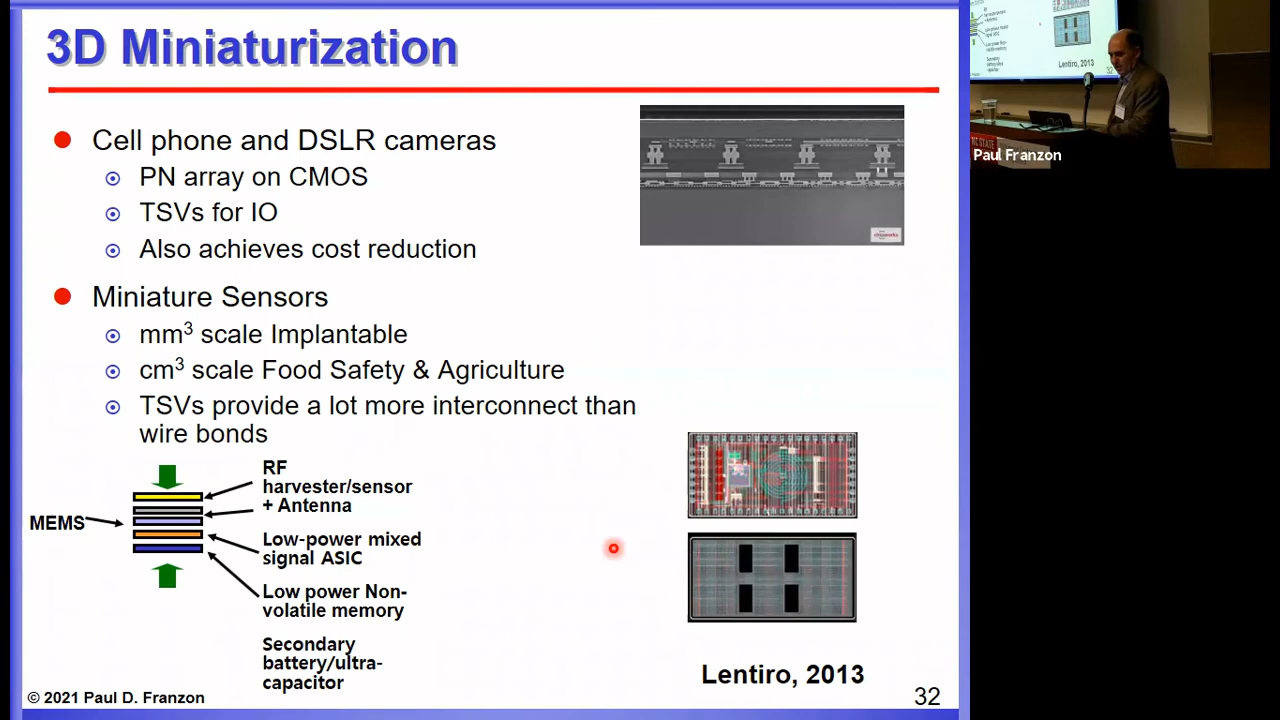 3D Miniaturization
Cell phone and DSLR cameras
PN array on CMOS
TSVs for IO
Also achieves cost reduction
Miniature Sensors
mm³ scale Implantable
cm³ scale Food Safety & Agriculture
TSVs provide a lot more interconnect than
wire bonds
MEMS
RF
harvester/sensor
+ Antenna
Low-power mixed
signal ASIC
Low power Non-
volatile memory
Secondary
battery/ultra-
capacitor
Lentiro, 2013
© 2021 Paul D. Franzon
32
Lentiro, 2013
32
Paul Franzon